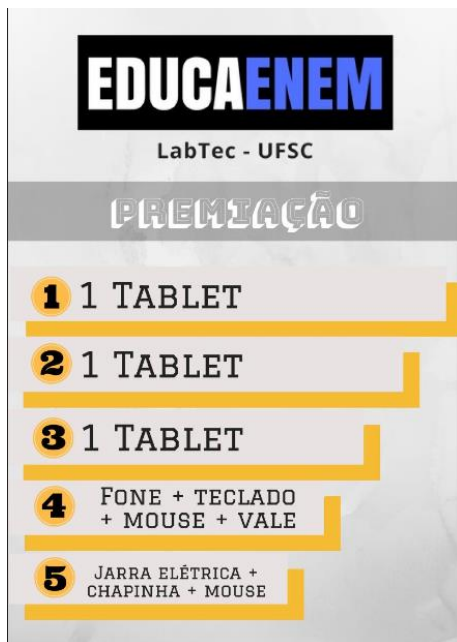 EDUCAENEM
LabTec - UFSC
PREMIAÇÃO
1 1 TABLET
2 1 TABLET
3 1 TABLET
4 FONE + TECLADO
+ MOUSE + VALE
5 JARRA ELÉTRICA +
CHAPINHA + MOUSE